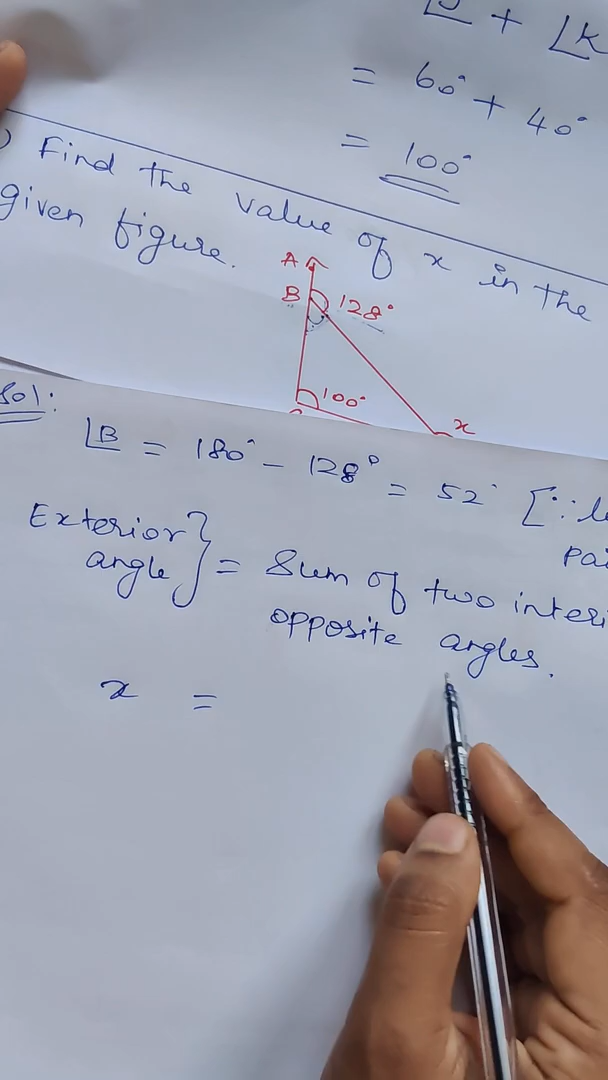 + ∠K
= 60° + 40°
= 100°
) Find the value of x in the
given figure.
A
B 128°
100°
x
Sol:
∠B = 180° - 128° = 52° [∵
Exterior } = Sum of two
angle
opposite angles.
x =